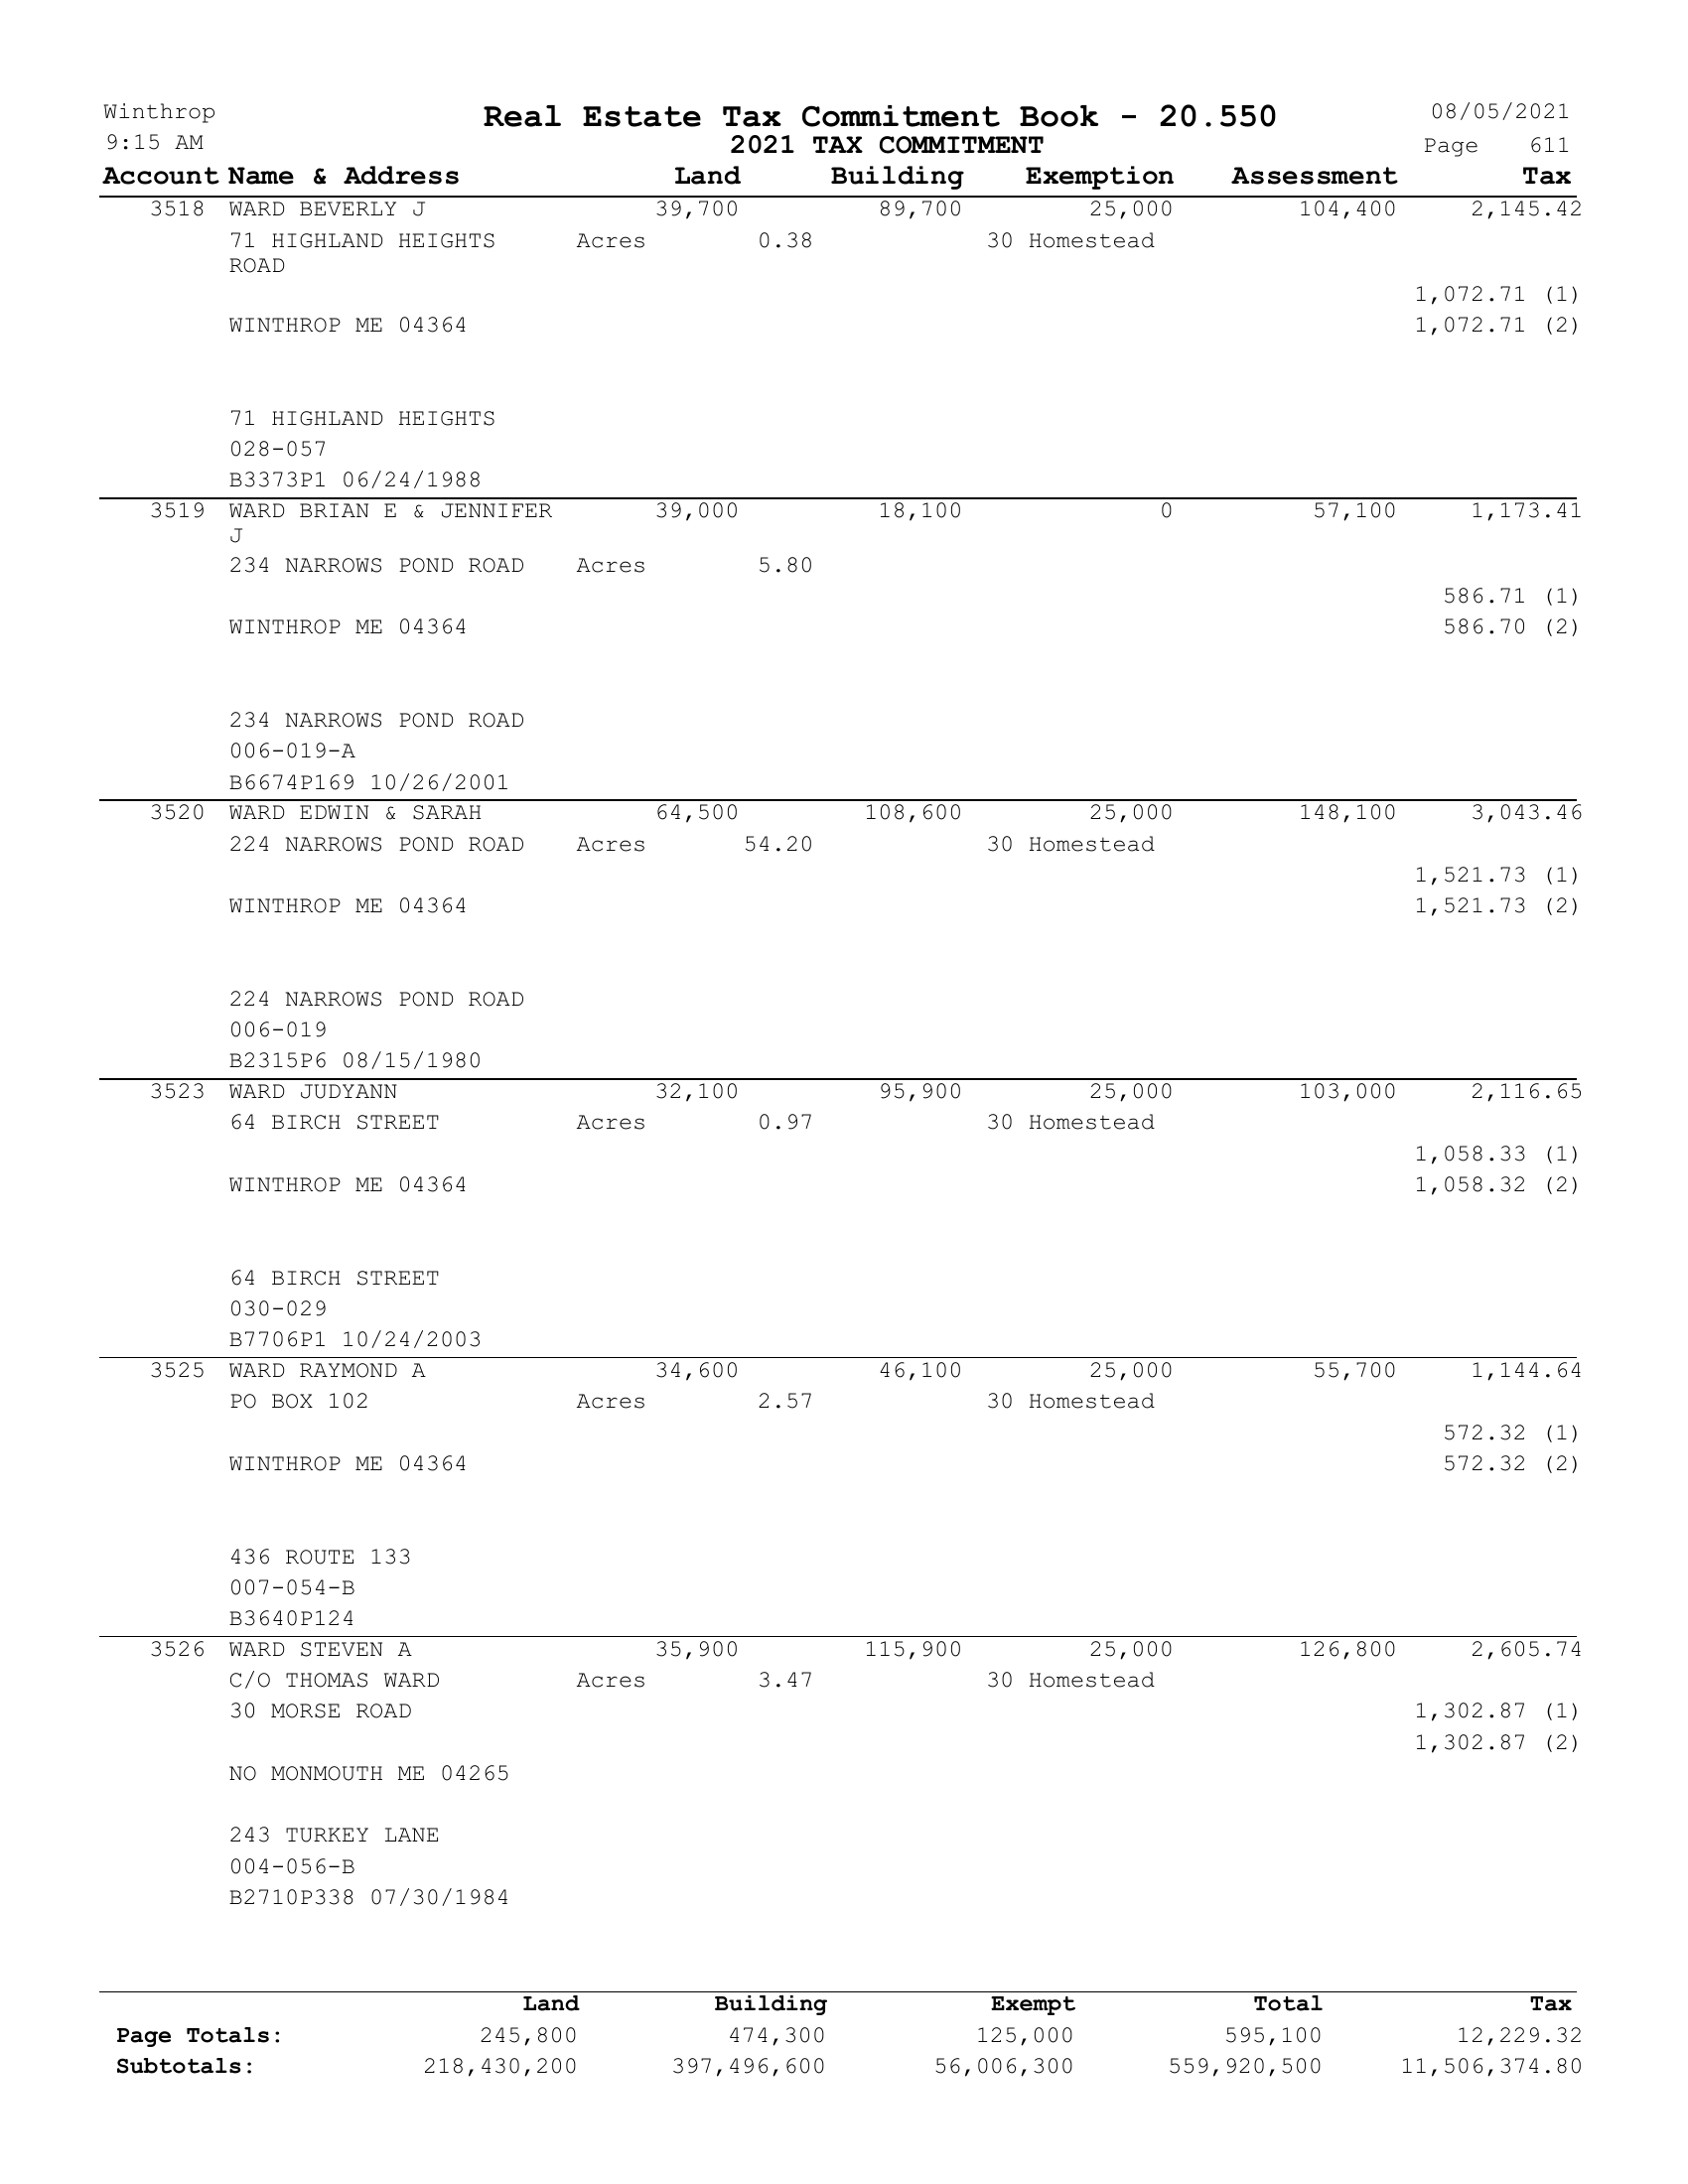 Winthrop Real Estate Tax Commitment Book - 20.550 08/05/2021
9:15 AM 2021 TAX COMMITMENT Page 611
Account Name & Address Land Building Exemption Assessment Tax
3518 WARD BEVERLY J 39,700 89,700 25,000 104,400 2,145.42
71 HIGHLAND HEIGHTS Acres 0.38 30 Homestead
ROAD
1,072.71 (1)
WINTHROP ME 04364 1,072.71 (2)
71 HIGHLAND HEIGHTS
028-057
B3373P1 06/24/1988
3519 WARD BRIAN E & JENNIFER 39,000 18,100 0 57,100 1,173.41
J
234 NARROWS POND ROAD Acres 5.80
586.71 (1)
WINTHROP ME 04364 586.70 (2)
234 NARROWS POND ROAD
006-019-A
B6674P169 10/26/2001
3520 WARD EDWIN & SARAH 64,500 108,600 25,000 148,100 3,043.46
224 NARROWS POND ROAD Acres 54.20 30 Homestead
1,521.73 (1)
WINTHROP ME 04364 1,521.73 (2)
224 NARROWS POND ROAD
006-019
B2315P6 08/15/1980
3523 WARD JUDYANN 32,100 95,900 25,000 103,000 2,116.65
64 BIRCH STREET Acres 0.97 30 Homestead
1,058.33 (1)
WINTHROP ME 04364 1,058.32 (2)
64 BIRCH STREET
030-029
B7706P1 10/24/2003
3525 WARD RAYMOND A 34,600 46,100 25,000 55,700 1,144.64
PO BOX 102 Acres 2.57 30 Homestead
572.32 (1)
WINTHROP ME 04364 572.32 (2)
436 ROUTE 133
007-054-B
B3640P124
3526 WARD STEVEN A 35,900 115,900 25,000 126,800 2,605.74
C/O THOMAS WARD Acres 3.47 30 Homestead
30 MORSE ROAD 1,302.87 (1)
1,302.87 (2)
NO MONMOUTH ME 04265
243 TURKEY LANE
004-056-B
B2710P338 07/30/1984
Land Building Exempt Total Tax
Page Totals: 245,800 474,300 125,000 595,100 12,229.32
Subtotals: 218,430,200 397,496,600 56,006,300 559,920,500 11,506,374.80